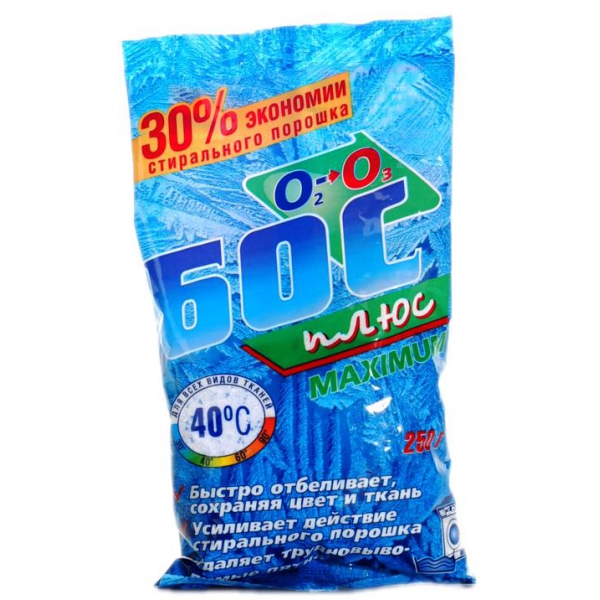 30% экономии
стирального порошка
O₂→O₃
БОС
плюс
MAXIMUM
ДЛЯ ВСЕХ ВИДОВ ТКАНЕЙ
40°C
40° 60° 90°
250 г
Быстро отбеливает,
сохраняя цвет и ткань
Усиливает действие
стирального порошка